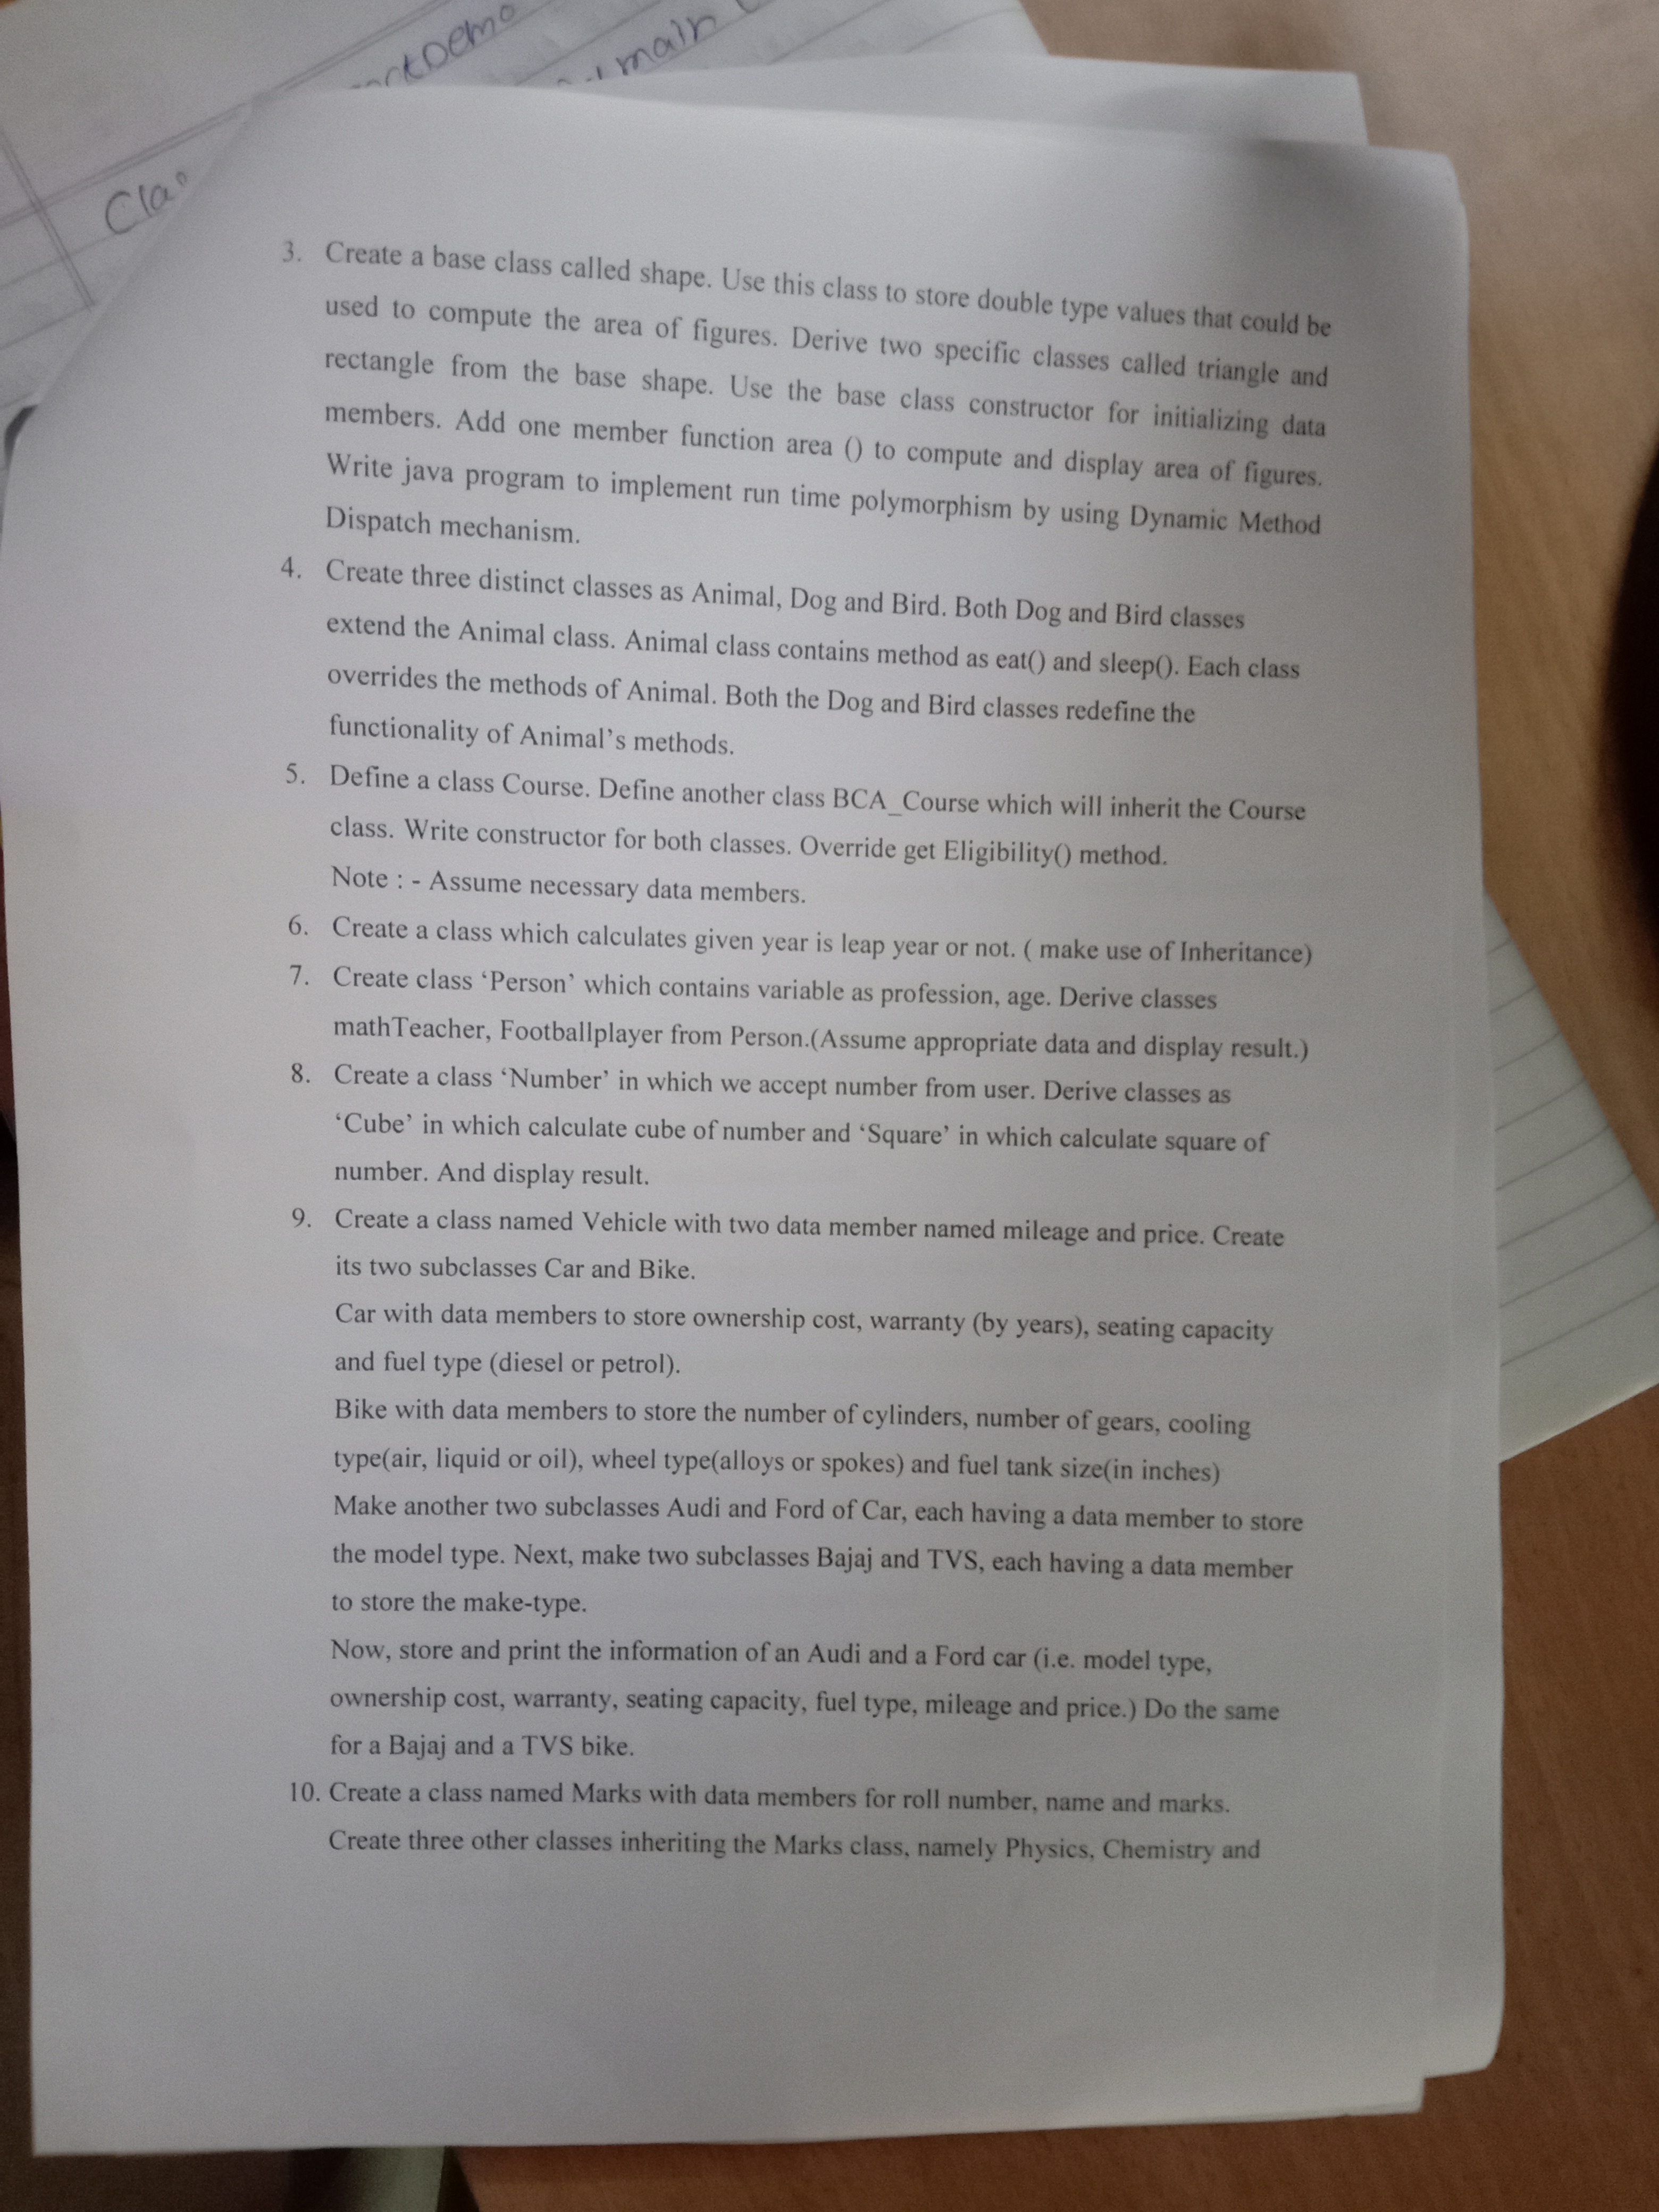 main
Cla
3. Create a base class called shape. Use this class to store double type values that could be
used to compute the area of figures. Derive two specific classes called triangle and
rectangle from the base shape. Use the base class constructor for initializing data
members. Add one member function area () to compute and display area of figures.
Write java program to implement run time polymorphism by using Dynamic Method
Dispatch mechanism.
4. Create three distinct classes as Animal, Dog and Bird. Both Dog and Bird classes
extend the Animal class. Animal class contains method as eat() and sleep(). Each class
overrides the methods of Animal. Both the Dog and Bird classes redefine the
functionality of Animal’s methods.
5. Define a class Course. Define another class BCA_Course which will inherit the Course
class. Write constructor for both classes. Override get Eligibility() method.
Note : - Assume necessary data members.
6. Create a class which calculates given year is leap year or not. ( make use of Inheritance)
7. Create class ‘Person’ which contains variable as profession, age. Derive classes
mathTeacher, Footballplayer from Person.(Assume appropriate data and display result.)
8. Create a class ‘Number’ in which we accept number from user. Derive classes as
‘Cube’ in which calculate cube of number and ‘Square’ in which calculate square of
number. And display result.
9. Create a class named Vehicle with two data member named mileage and price. Create
its two subclasses Car and Bike.
Car with data members to store ownership cost, warranty (by years), seating capacity
and fuel type (diesel or petrol).
Bike with data members to store the number of cylinders, number of gears, cooling
type(air, liquid or oil), wheel type(alloys or spokes) and fuel tank size(in inches)
Make another two subclasses Audi and Ford of Car, each having a data member to store
the model type. Next, make two subclasses Bajaj and TVS, each having a data member
to store the make-type.
Now, store and print the information of an Audi and a Ford car (i.e. model type,
ownership cost, warranty, seating capacity, fuel type, mileage and price.) Do the same
for a Bajaj and a TVS bike.
10. Create a class named Marks with data members for roll number, name and marks.
Create three other classes inheriting the Marks class, namely Physics, Chemistry and